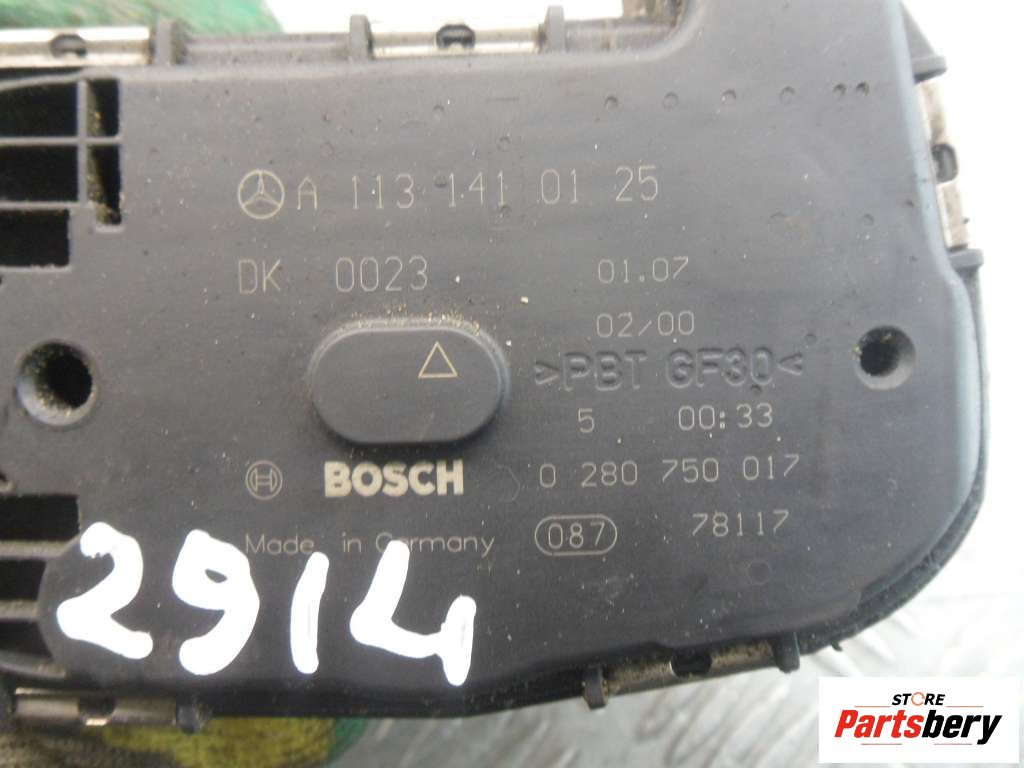 A 113 141 01 25
DK 0023 01.07
02/00
>PBT GF30<
5 00:33
BOSCH 0 280 750 017
Made in Germany 087 78117
2914
STORE
Partsbery